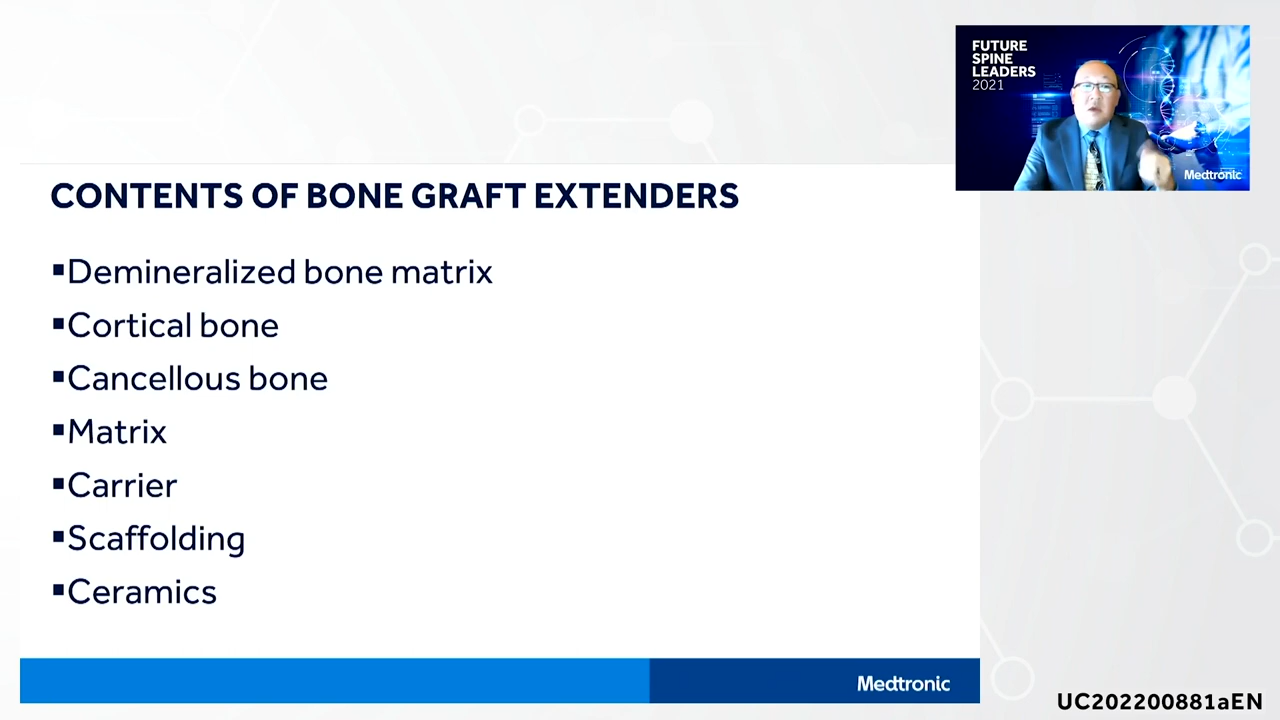 FUTURE
SPINE
LEADERS
2021
Medtronic
CONTENTS OF BONE GRAFT EXTENDERS
▪Demineralized bone matrix
▪Cortical bone
▪Cancellous bone
▪Matrix
▪Carrier
▪Scaffolding
▪Ceramics
Medtronic
UC202200881aEN